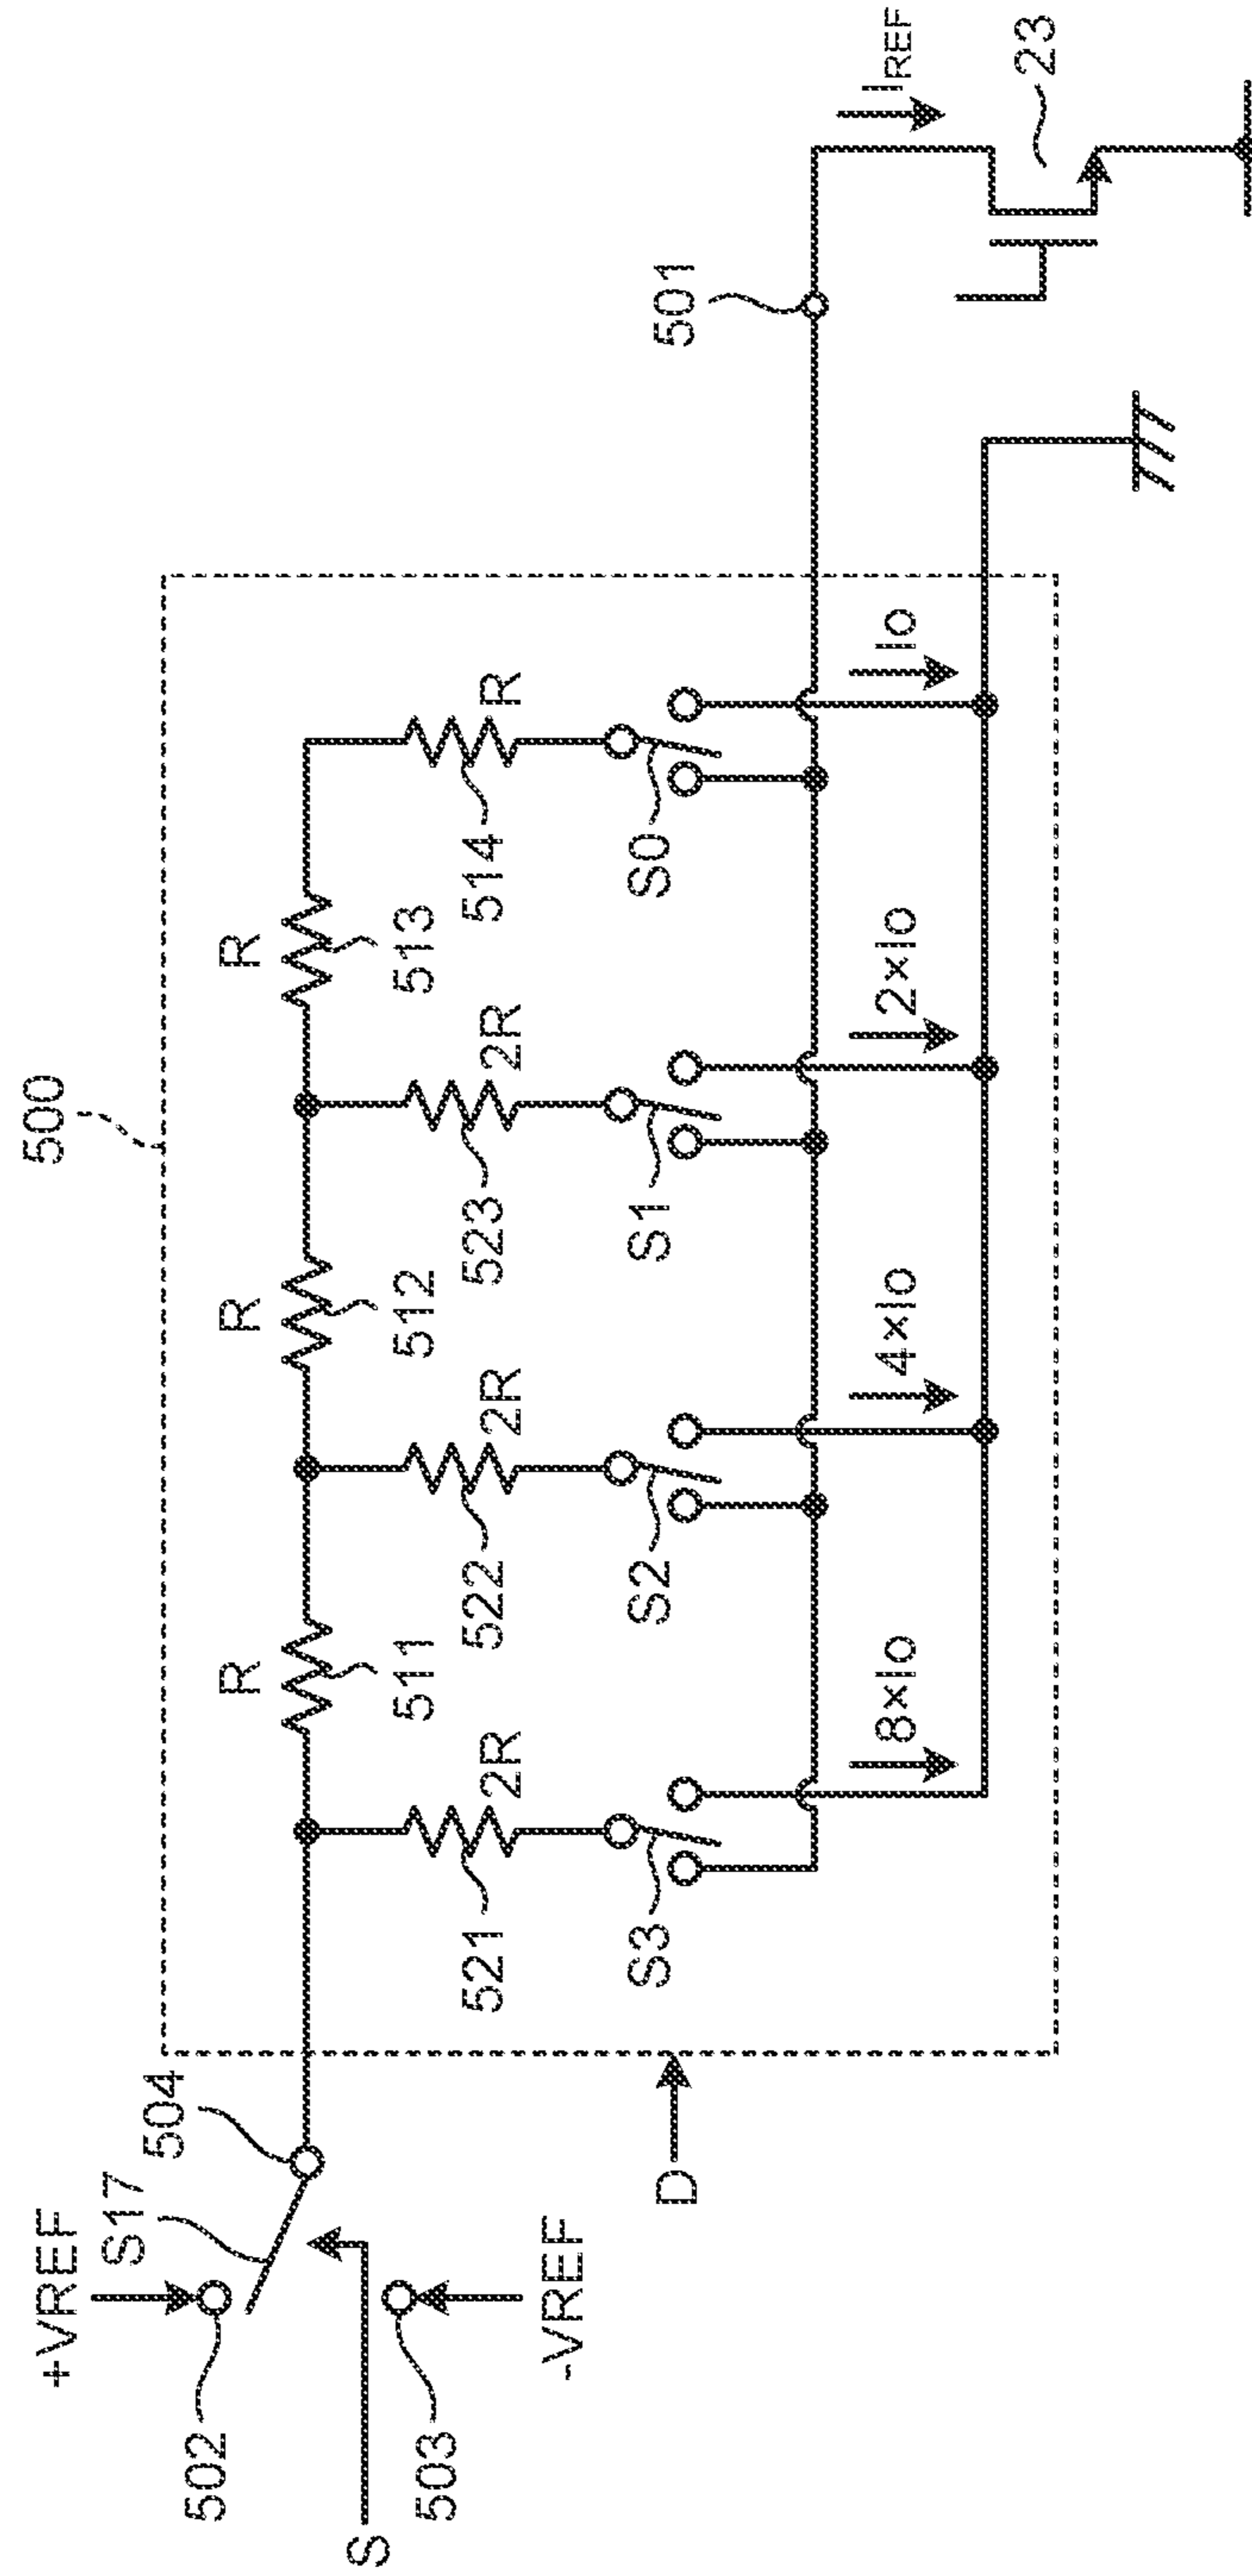 500
+VREF
S17
504
502
S
503
-VREF
D
R
511
R
512
R
513
521
2R
522
2R
523
2R
514
R
S3
S2
S1
S0
8×Io
4×Io
2×Io
Io
501
IREF
23